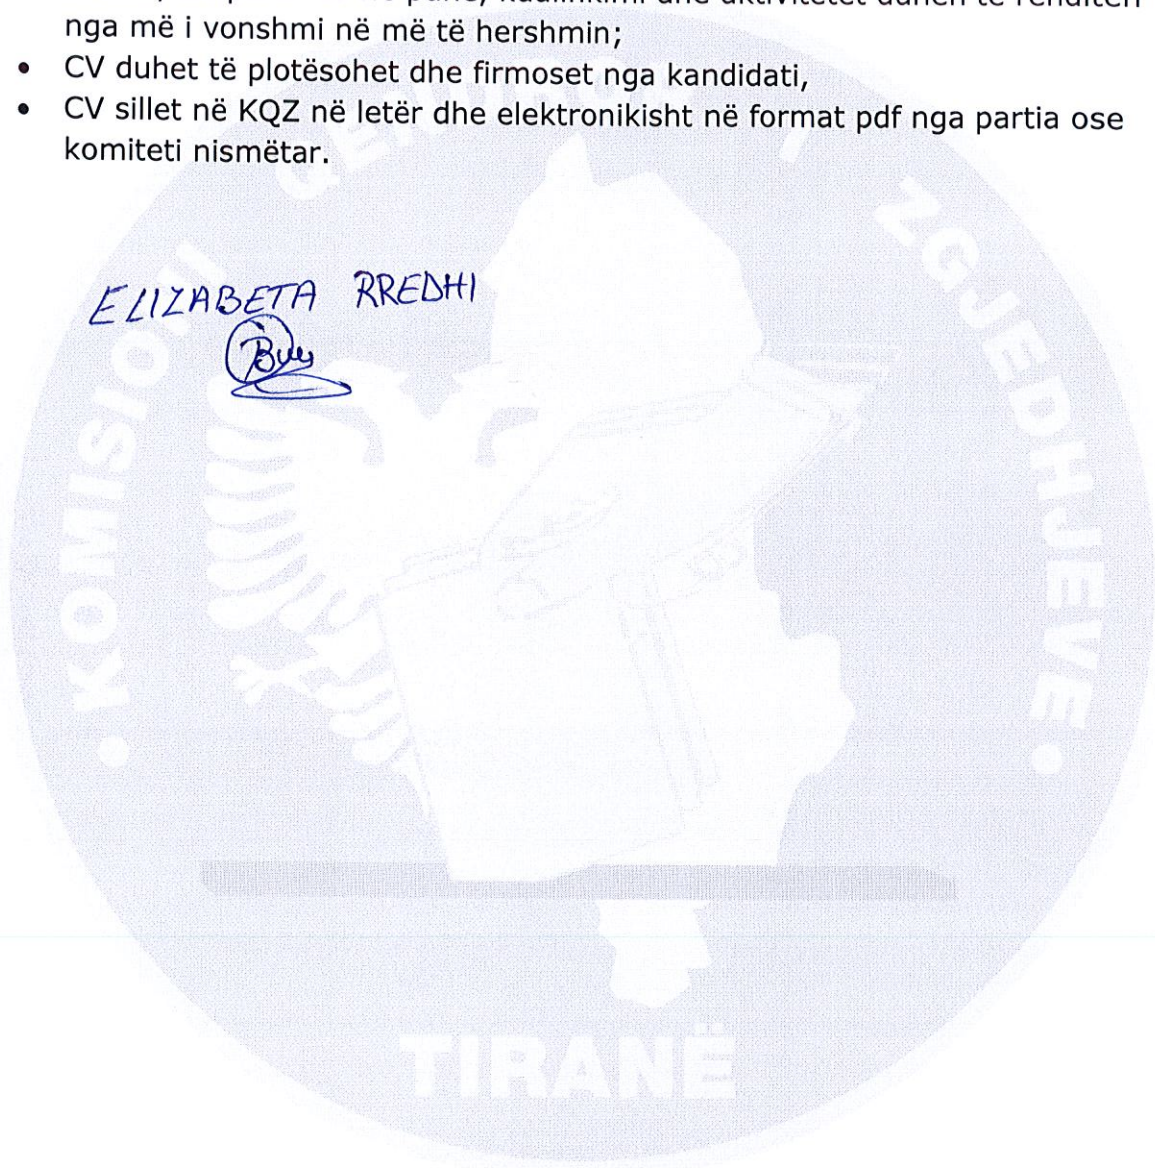 nga më i vonshmi në më të hershmin;
• CV duhet të plotësohet dhe firmoset nga kandidati,
• CV sillet në KQZ në letër dhe elektronikisht në format pdf nga partia ose
komiteti nismëtar.
ELIZABETA RREDHI
KOMISIONI QENDROR I ZGJEDHJEVE
TIRANË